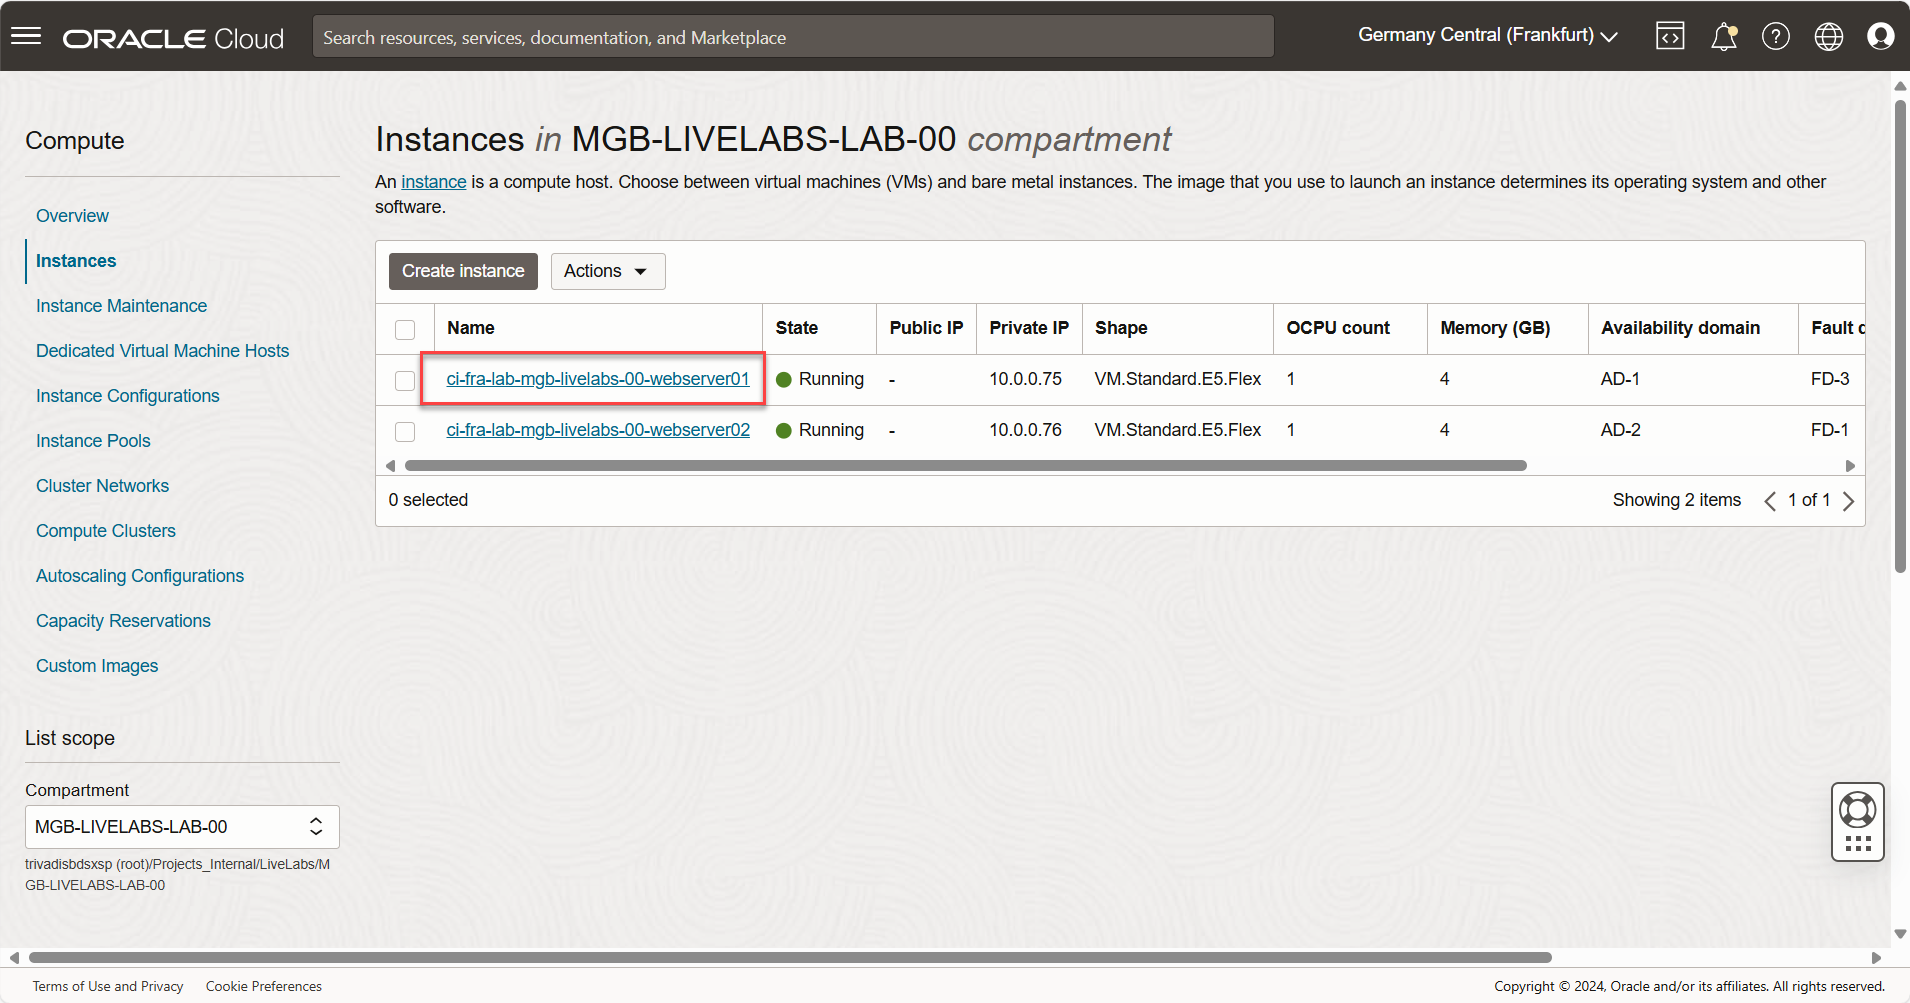 ORACLE Cloud
Search resources, services, documentation, and Marketplace
Germany Central (Frankfurt)
Compute
Overview
Instances
Instance Maintenance
Dedicated Virtual Machine Hosts
Instance Configurations
Instance Pools
Cluster Networks
Compute Clusters
Autoscaling Configurations
Capacity Reservations
Custom Images
List scope
Compartment
MGB-LIVELABS-LAB-00
trivadisbdsxsp (root)/Projects_Internal/LiveLabs/M
GB-LIVELABS-LAB-00
Instances in MGB-LIVELABS-LAB-00 compartment
An instance is a compute host. Choose between virtual machines (VMs) and bare metal instances. The image that you use to launch an instance determines its operating system and other
software.
Create instance Actions
Name State Public IP Private IP Shape OCPU count Memory (GB) Availability domain Fault d
ci-fra-lab-mgb-livelabs-00-webserver01 Running - 10.0.0.75 VM.Standard.E5.Flex 1 4 AD-1 FD-3
ci-fra-lab-mgb-livelabs-00-webserver02 Running - 10.0.0.76 VM.Standard.E5.Flex 1 4 AD-2 FD-1
0 selected Showing 2 items 1 of 1
Terms of Use and Privacy Cookie Preferences Copyright © 2024, Oracle and/or its affiliates. All rights reserved.